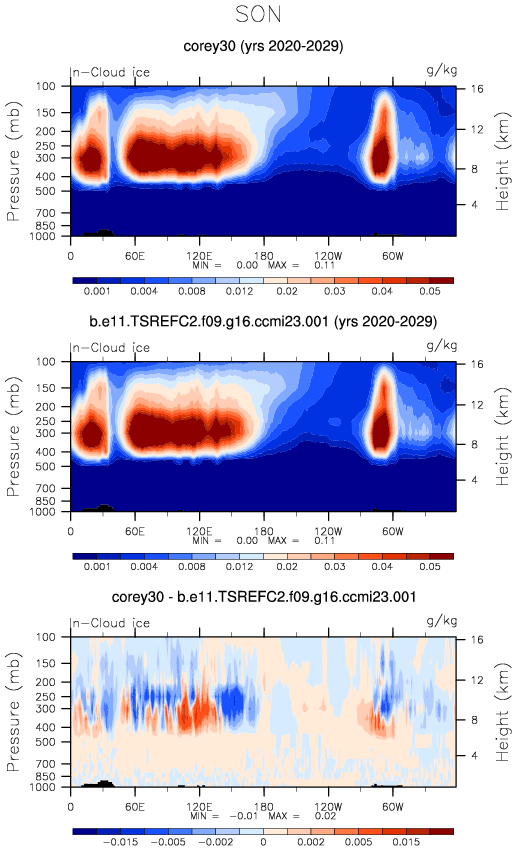 SON
corey30 (yrs 2020-2029)
In-Cloud ice g/kg
100 150 200 250 300 400 500 700 850 1000
Pressure (mb)
16 12 8 4
Height (km)
0 60E 120E 180 120W 60W
MIN = 0.00 MAX = 0.11
0.001 0.004 0.008 0.012 0.02 0.03 0.04 0.05
b.e11.TSREFC2.f09.g16.ccmi23.001 (yrs 2020-2029)
In-Cloud ice g/kg
100 150 200 250 300 400 500 700 850 1000
Pressure (mb)
16 12 8 4
Height (km)
0 60E 120E 180 120W 60W
MIN = 0.00 MAX = 0.11
0.001 0.004 0.008 0.012 0.02 0.03 0.04 0.05
corey30 - b.e11.TSREFC2.f09.g16.ccmi23.001
In-Cloud ice g/kg
100 150 200 250 300 400 500 700 850 1000
Pressure (mb)
16 12 8 4
Height (km)
0 60E 120E 180 120W 60W
MIN = -0.01 MAX = 0.02
-0.015 -0.005 -0.002 0 0.002 0.005 0.015